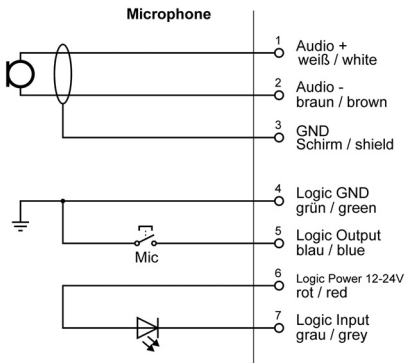 Microphone
1
Audio +
weiß / white
2
Audio -
braun / brown
3
GND
Schirm / shield
4
Logic GND
grün / green
5
Logic Output
blau / blue
Mic
6
Logic Power 12-24V
rot / red
7
Logic Input
grau / grey